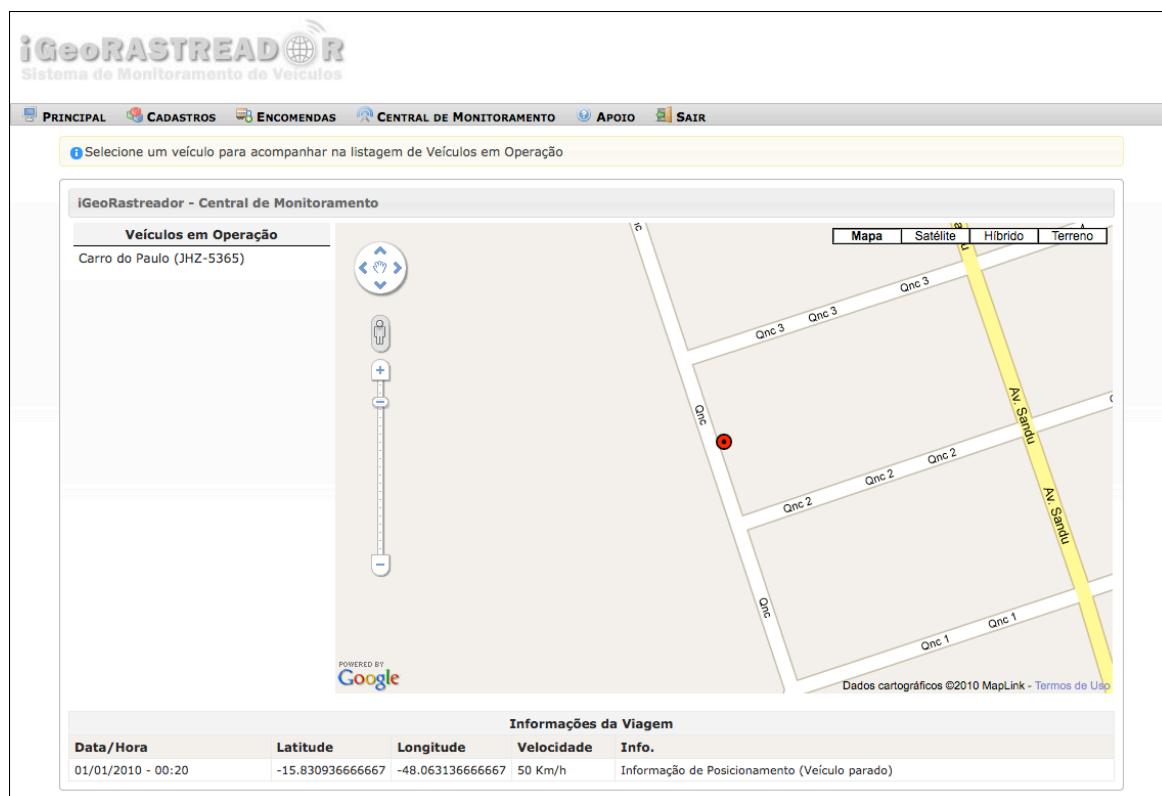 iGeoRASTREADOR
Sistema de Monitoramento de Veículos
PRINCIPAL CADASTROS ENCOMENDAS CENTRAL DE MONITORAMENTO APOIO SAIR
Selecione um veículo para acompanhar na listagem de Veículos em Operação
iGeoRastreador - Central de Monitoramento
Veículos em Operação
Carro do Paulo (JHZ-5365)
Mapa Satélite Híbrido Terreno
Qnc 3
Qnc 3
Qnc 3
Qnc
Av. Sandu
Qnc 2
Qnc 2
Qnc 2
Av. Sandu
Qnc
Qnc 1
Qnc 1
POWERED BY
Google
Dados cartográficos ©2010 MapLink - Termos de Uso
Informações da Viagem
Data/Hora Latitude Longitude Velocidade Info.
01/01/2010 - 00:20 -15.830936666667 -48.063136666667 50 Km/h Informação de Posicionamento (Veículo parado)